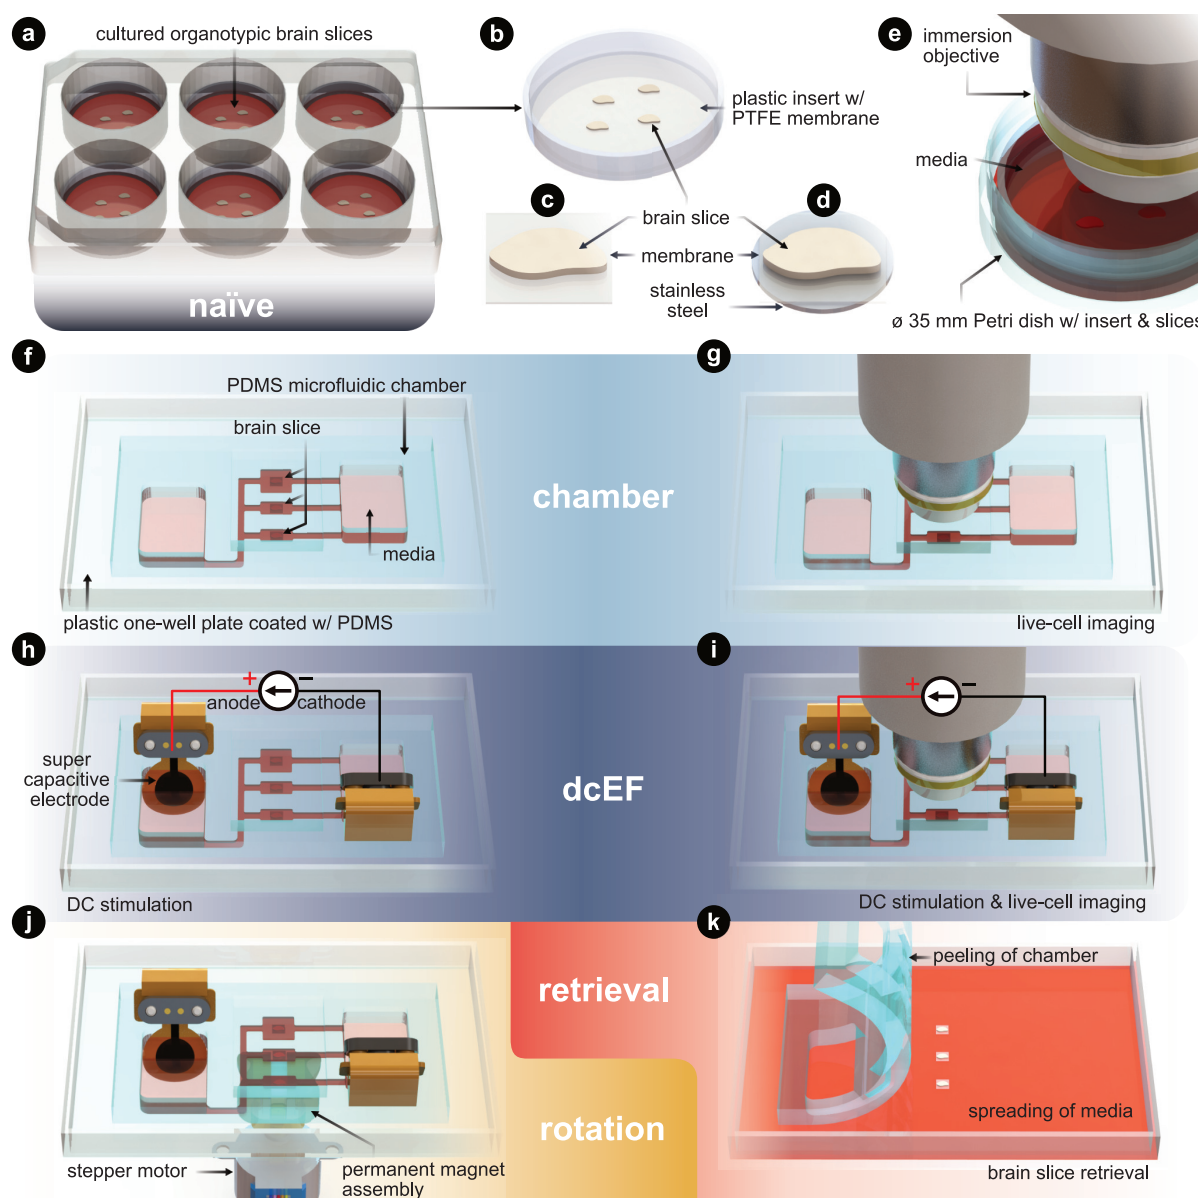 a
cultured organotypic brain slices
naïve
b
plastic insert w/
PTFE membrane
c
brain slice
d
membrane
stainless
steel
e
immersion
objective
media
ø 35 mm Petri dish w/ insert & slices
f
PDMS microfluidic chamber
brain slice
media
plastic one-well plate coated w/ PDMS
chamber
g
live-cell imaging
h
+
−
anode
cathode
super
capacitive
electrode
DC stimulation
dcEF
i
+
−
DC stimulation & live-cell imaging
j
stepper motor
permanent magnet
assembly
retrieval
rotation
k
peeling of chamber
spreading of media
brain slice retrieval